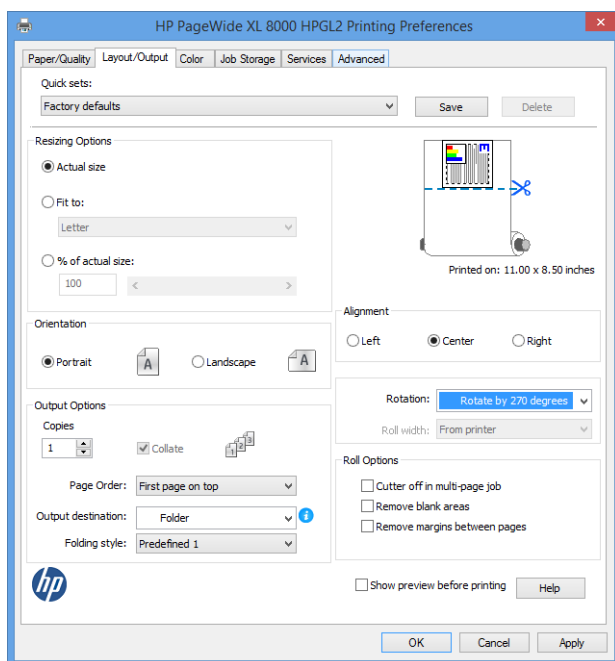 HP PageWide XL 8000 HPGL2 Printing Preferences
Paper/Quality Layout/Output Color Job Storage Services Advanced
Quick sets:
Factory defaults Save Delete
Resizing Options
Actual size
Fit to:
Letter
% of actual size:
100
Printed on: 11.00 x 8.50 inches
Orientation
Portrait A Landscape A
Alignment
Left Center Right
Rotation: Rotate by 270 degrees
Roll width: From printer
Output Options
Copies
1 Collate 1 2 3
Page Order: First page on top
Output destination: Folder i
Folding style: Predefined 1
Roll Options
Cutter off in multi-page job
Remove blank areas
Remove margins between pages
hp
Show preview before printing Help
OK Cancel Apply